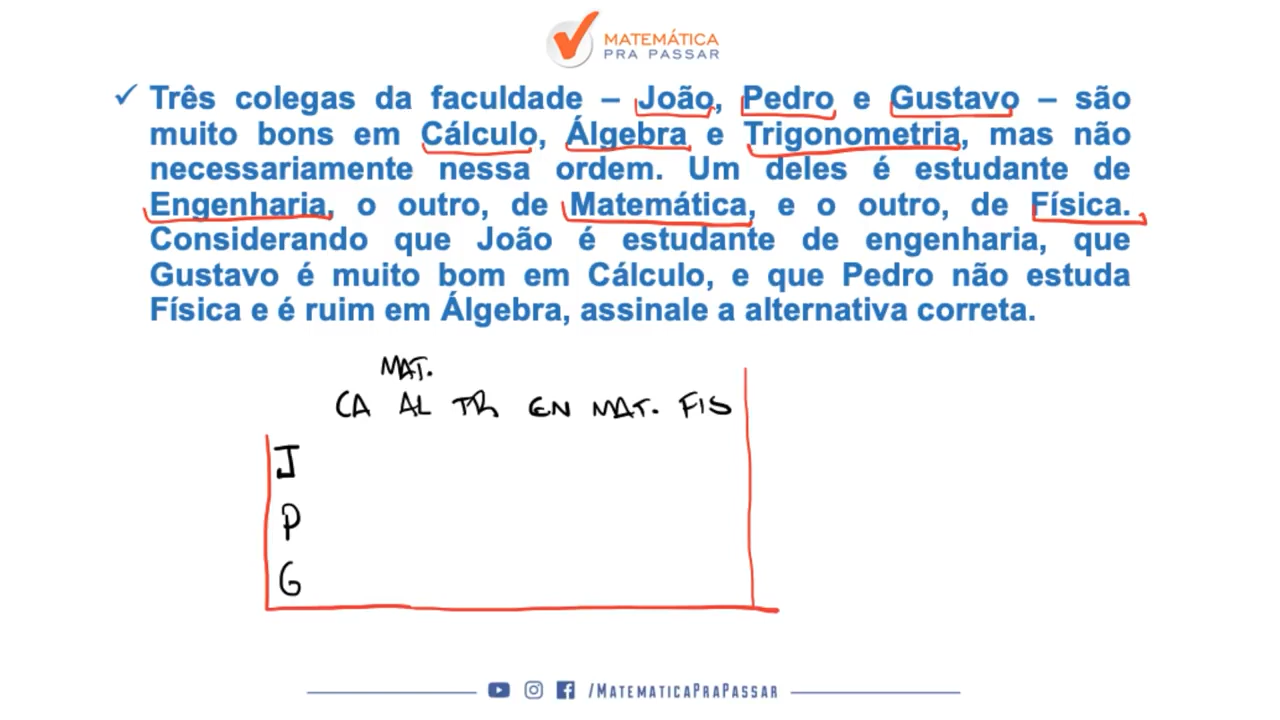 MATEMÁTICA
PRA PASSAR
✓ Três colegas da faculdade – João, Pedro e Gustavo – são
muito bons em Cálculo, Álgebra e Trigonometria, mas não
necessariamente nessa ordem. Um deles é estudante de
Engenharia, o outro, de Matemática, e o outro, de Física.
Considerando que João é estudante de engenharia, que
Gustavo é muito bom em Cálculo, e que Pedro não estuda
Física e é ruim em Álgebra, assinale a alternativa correta.
MAT.
CA AL TR EN MAT. FIS
J
P
G
/MATEMATICAPRAPASSAR